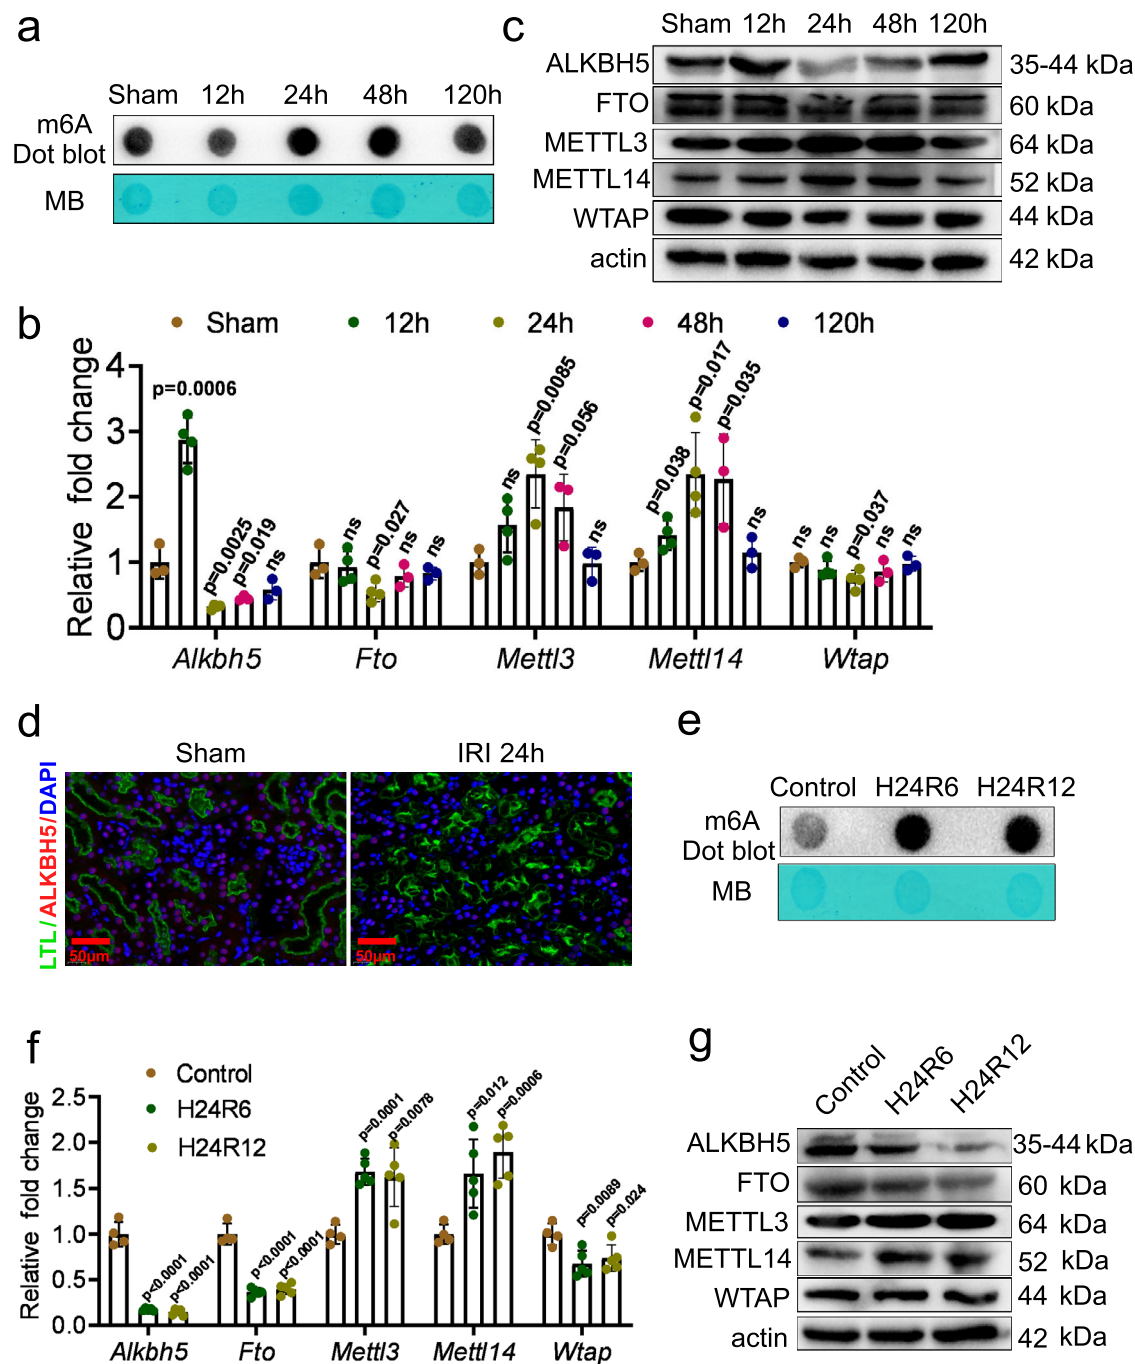 a
Sham 12h 24h 48h 120h
m6A
Dot blot
MB
c
Sham 12h 24h 48h 120h
ALKBH5 35-44 kDa
FTO 60 kDa
METTL3 64 kDa
METTL14 52 kDa
WTAP 44 kDa
actin 42 kDa
b
Sham 12h 24h 48h 120h
Relative fold change
4
3
2
1
0
p=0.0006 p=0.0025 p=0.019 ns
ns p=0.027 ns ns
ns p=0.0085 p=0.056 ns
p=0.038 p=0.017 p=0.035 ns
ns ns p=0.037 ns ns
Alkbh5 Fto Mettl3 Mettl14 Wtap
d
Sham IRI 24h
LTL/ALKBH5/DAPI
50μm 50μm
e
Control H24R6 H24R12
m6A
Dot blot
MB
f
Control
H24R6
H24R12
Relative fold change
2.5
2.0
1.5
1.0
0.5
0.0
p<0.0001 p<0.0001
p<0.0001 p<0.0001
p=0.0001 p=0.0078
p=0.012 p=0.0006
p=0.0089 p=0.024
Alkbh5 Fto Mettl3 Mettl14 Wtap
g
Control H24R6 H24R12
ALKBH5 35-44 kDa
FTO 60 kDa
METTL3 64 kDa
METTL14 52 kDa
WTAP 44 kDa
actin 42 kDa